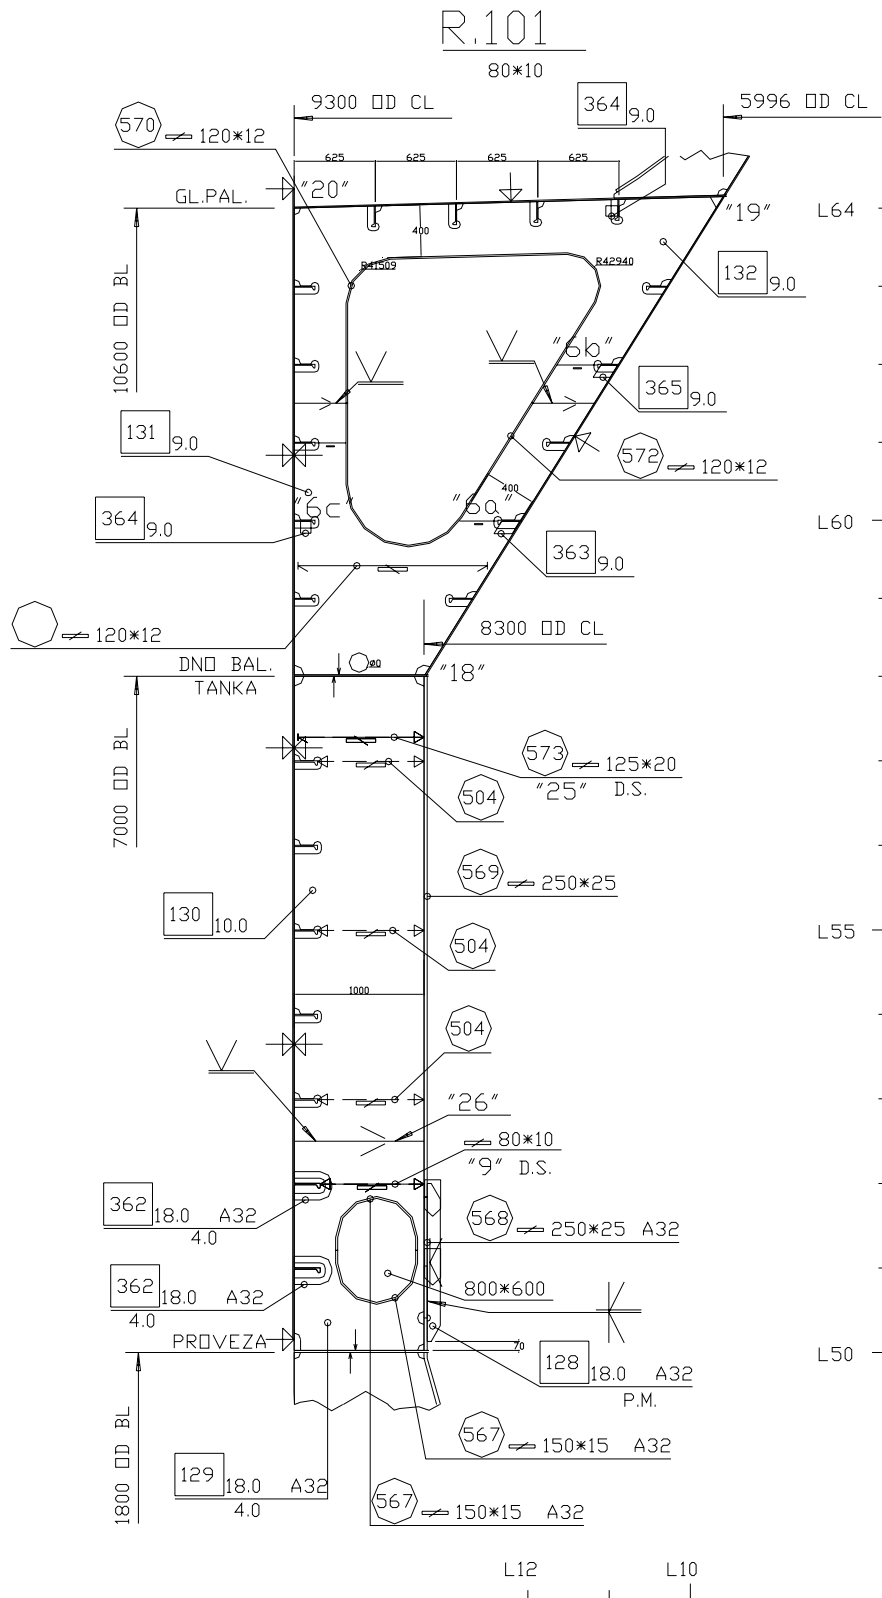 R.101
80*10
9300 OD CL
364
9.0
5996 OD CL
570
120*12
625
625
625
625
"20"
GL.PAL.
"19"
L64
400
R41509
R42940
132
9.0
10600 OD BL
"6b"
365
9.0
131
9.0
572
120*12
400
"6c"
"6a"
364
9.0
363
9.0
L60
120*12
8300 OD CL
DNO BAL.
TANKA
"18"
7000 OD BL
573
125*20
"25" D.S.
504
569
250*25
130
10.0
504
L55
1000
504
"26"
80*10
"9" D.S.
362
18.0 A32
4.0
568
250*25 A32
362
18.0 A32
4.0
800*600
PROVEZA
70
128
18.0 A32
P.M.
L50
1800 OD BL
567
150*15 A32
129
18.0 A32
4.0
567
150*15 A32
L12
L10